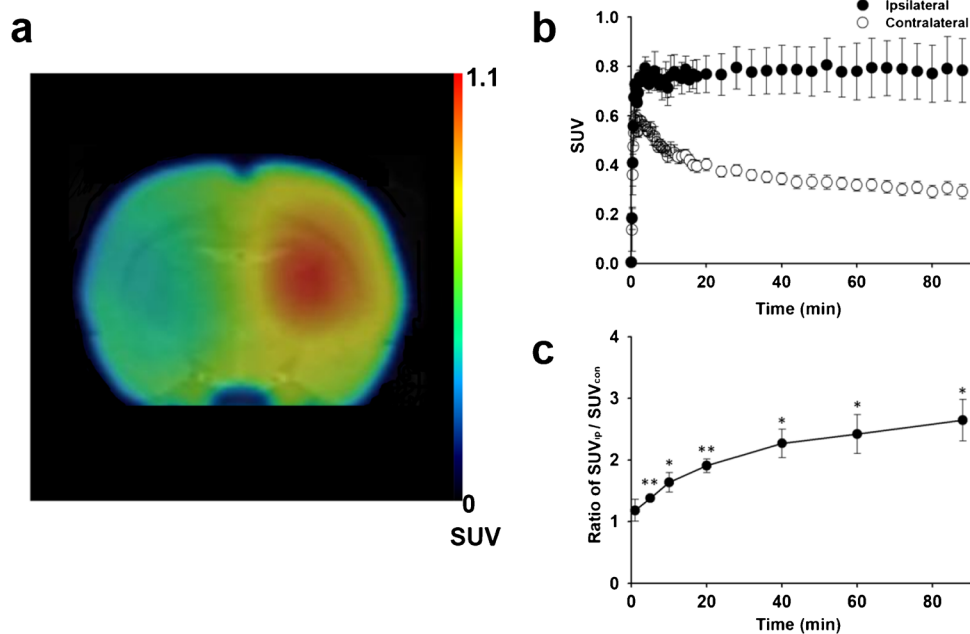 a
1.1
0
SUV
b
Ipsilateral
Contralateral
SUV
1.0
0.8
0.6
0.4
0.2
0.0
0 20 40 60 80
Time (min)
c
Ratio of SUVip / SUVcon
4
3
2
1
0
** * ** * * *
0 20 40 60 80
Time (min)